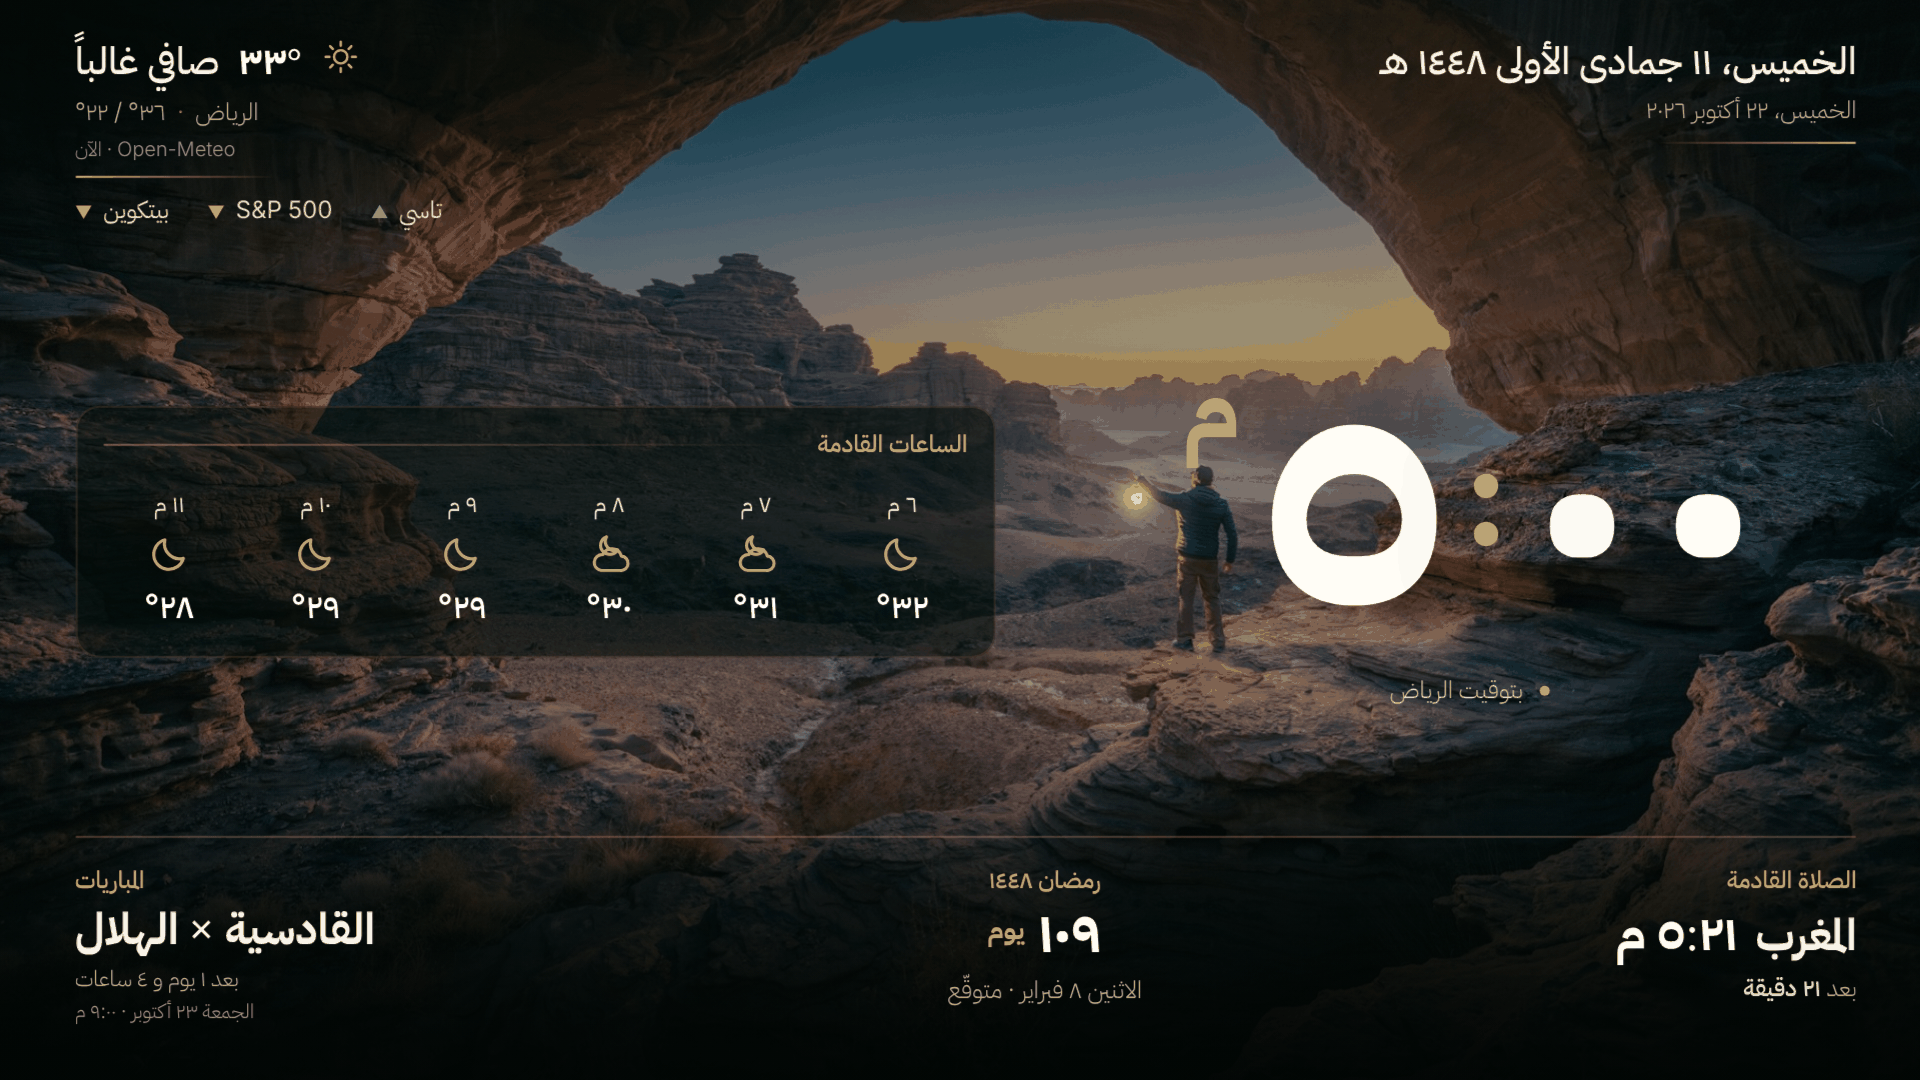 الخميس، ١١ جمادى الأولى ١٤٤٨ هـ
الخميس، ٢٢ أكتوبر ٢٠٢٦
٣٣° صافي غالباً
الرياض · ٣٦° / ٢٢°
Open-Meteo · الآن
تاسي ▲ S&P 500 ▼ بيتكوين ▼
٥:٠٠ م
بتوقيت الرياض
الساعات القادمة
٦ م ٧ م ٨ م ٩ م ١٠ م ١١ م
٣٢° ٣١° ٣٠° ٢٩° ٢٩° ٢٨°
الصلاة القادمة
المغرب ٥:٢١ م
بعد ٢١ دقيقة
رمضان ١٤٤٨
١٠٩ يوم
الاثنين ٨ فبراير · متوقّع
المباريات
القادسية × الهلال
بعد ١ يوم و ٤ ساعات
الجمعة ٢٣ أكتوبر · ٩:٠٠ م